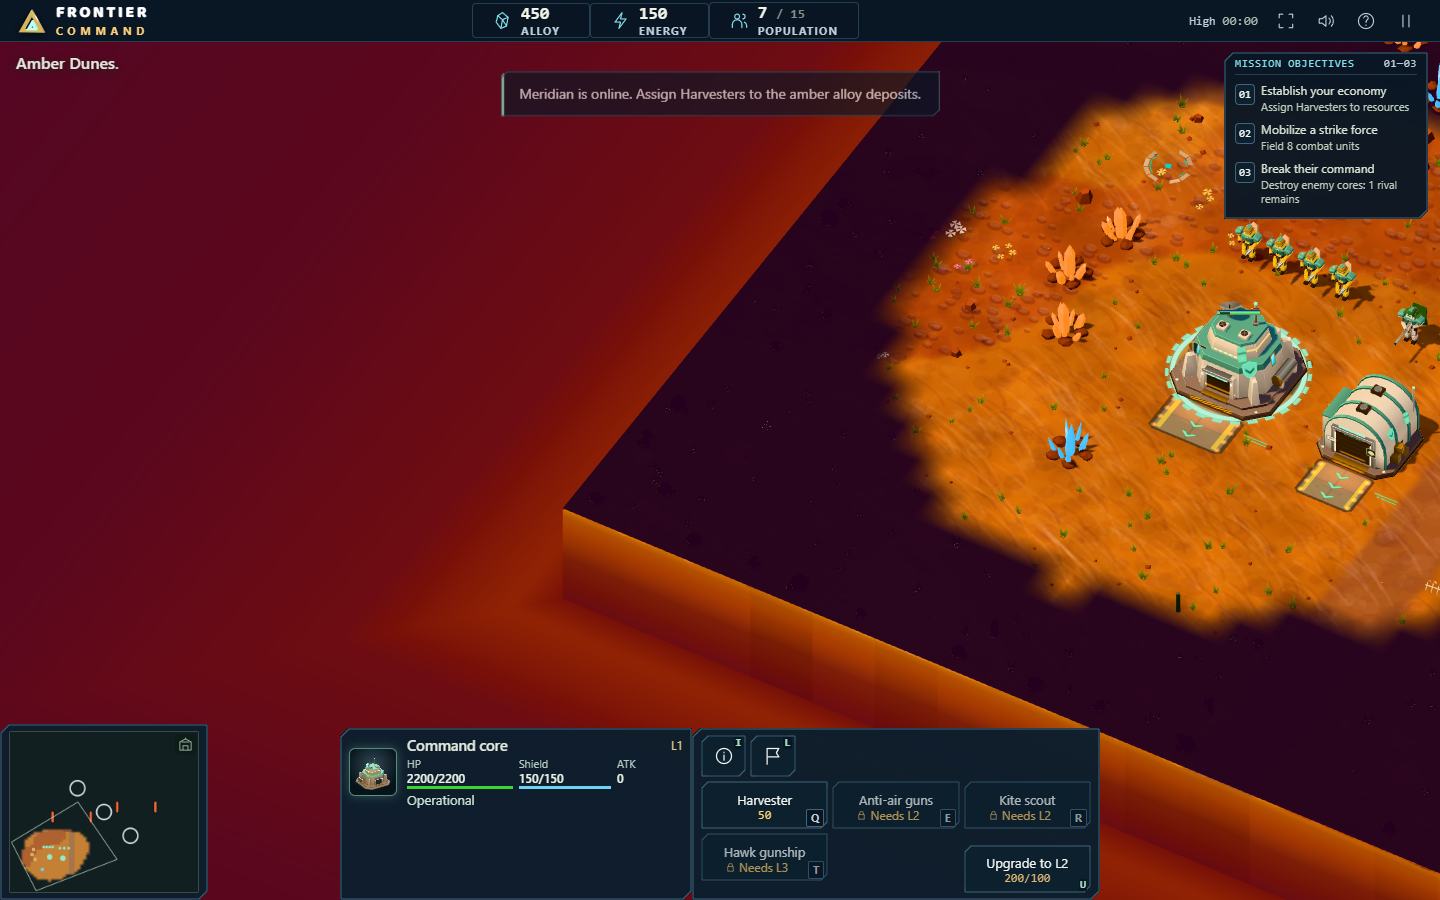 FRONTIER
COMMAND
450
ALLOY
150
ENERGY
7 / 15
POPULATION
High 00:00
Amber Dunes.
Meridian is online. Assign Harvesters to the amber alloy deposits.
MISSION OBJECTIVES 01—03
01 Establish your economy
Assign Harvesters to resources
02 Mobilize a strike force
Field 8 combat units
03 Break their command
Destroy enemy cores: 1 rival
remains
Command core L1
HP Shield ATK
2200/2200 150/150 0
Operational
I L
Harvester
50 Q
Anti-air guns
Needs L2 E
Kite scout
Needs L2 R
Hawk gunship
Needs L3 T
Upgrade to L2
200/100 U